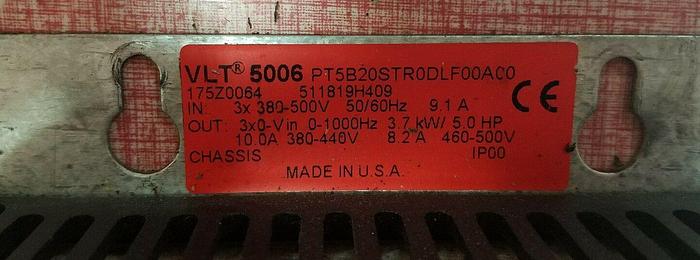 VLT® 5006 PT5B20STR0DLF00AC0
175Z0064 511819H409
IN: 3x 380-500V 50/60Hz 9.1 A
OUT: 3x0-Vin 0-1000Hz 3.7 kW/ 5.0 HP
10.0A 380-440V 8.2 A 460-500V
CHASSIS IP00
MADE IN U.S.A.
CE